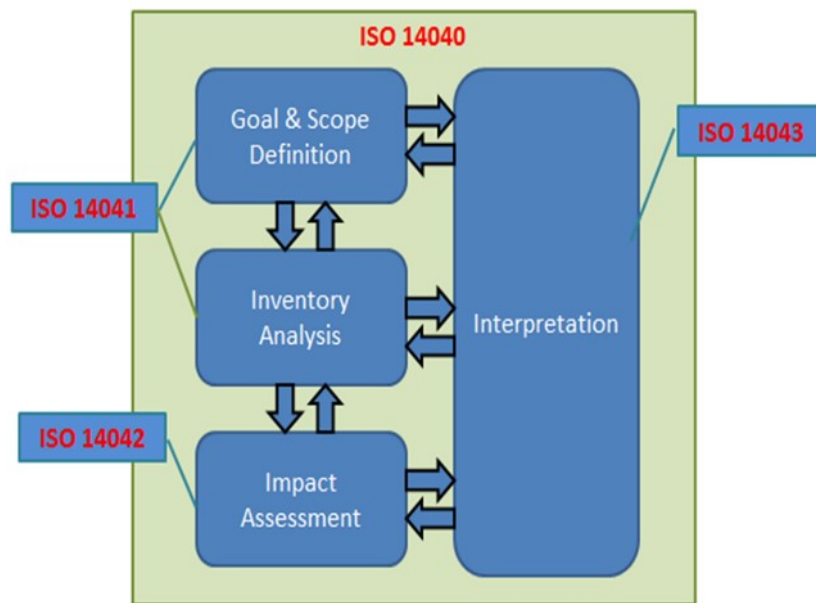 ISO 14040
Goal & Scope
Definition
ISO 14043
ISO 14041
Inventory
Analysis
Interpretation
ISO 14042
Impact
Assessment